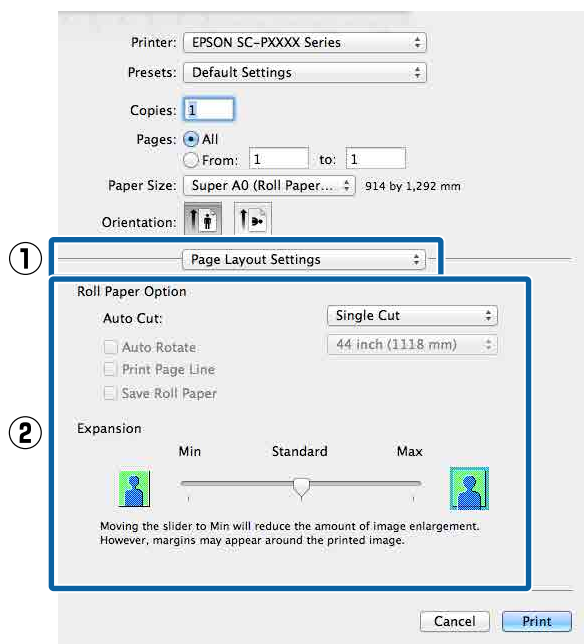 Printer: EPSON SC-PXXXX Series
Presets: Default Settings
Copies: 1
Pages: All
From: 1 to: 1
Paper Size: Super A0 (Roll Paper... 914 by 1,292 mm
Orientation:
① Page Layout Settings
Roll Paper Option
Auto Cut: Single Cut
Auto Rotate 44 inch (1118 mm)
Print Page Line
Save Roll Paper
②
Expansion
Min Standard Max
Moving the slider to Min will reduce the amount of image enlargement.
However, margins may appear around the printed image.
Cancel Print